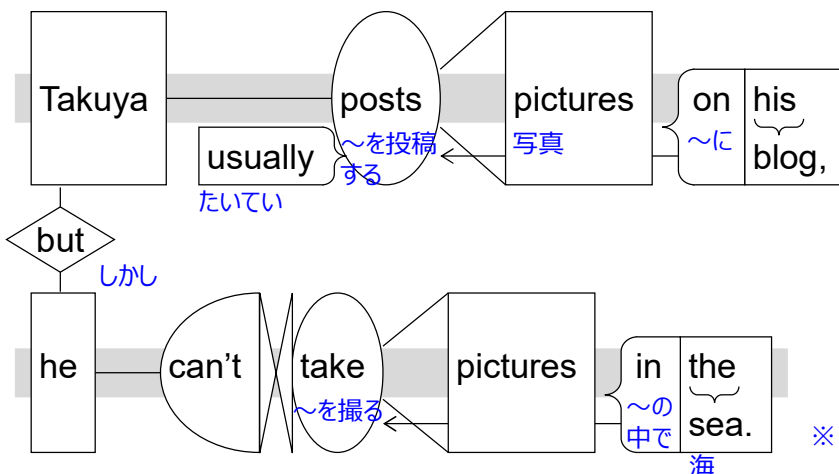 Takuya posts pictures on his
usually ～を投稿 写真 ～に blog,
たいてい する
but
しかし
he can't take pictures in the
～を撮る ～の sea.
中で ※
海